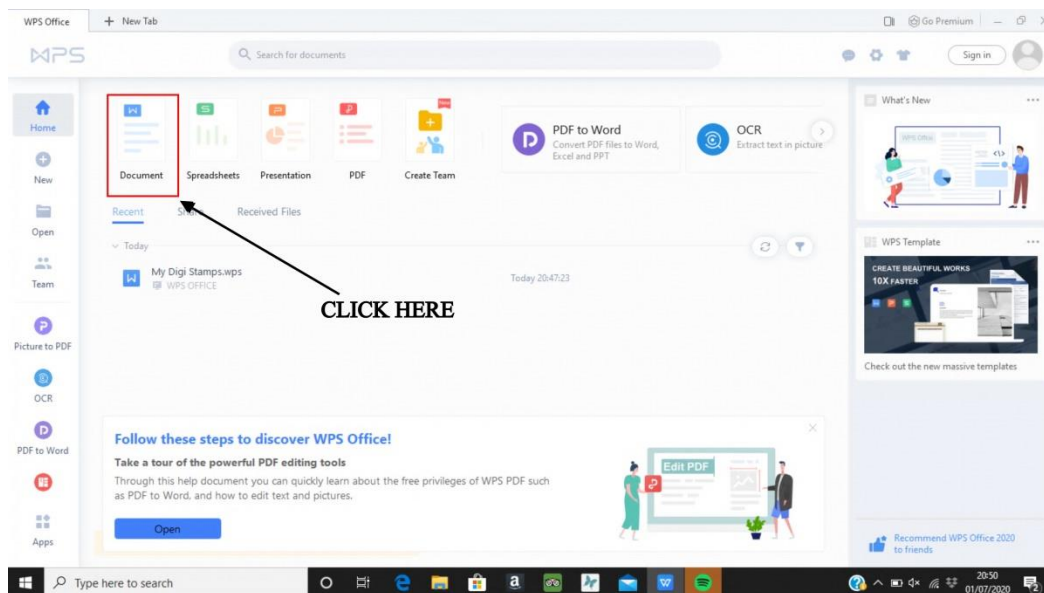 WPS Office
+ New Tab
Go Premium
WPS
Search for documents
Sign in
Home
New
Open
Team
Picture to PDF
OCR
PDF to Word
Apps
Document
Spreadsheets
Presentation
PDF
Create Team
PDF to Word
Convert PDF files to Word,
Excel and PPT
OCR
Extract text in picture
Recent
Share
Received Files
Today
My Digi Stamps.wps
WPS OFFICE
Today 20:47:23
CLICK HERE
Follow these steps to discover WPS Office!
Take a tour of the powerful PDF editing tools
Through this help document you can quickly learn about the free privileges of WPS PDF such
as PDF to Word, and how to edit text and pictures.
Open
Edit PDF
What's New
WPS Office
WPS Template
CREATE BEAUTIFUL WORKS
10X FASTER
Check out the new massive templates
Recommend WPS Office 2020
to friends
Type here to search
20:50
01/07/2020